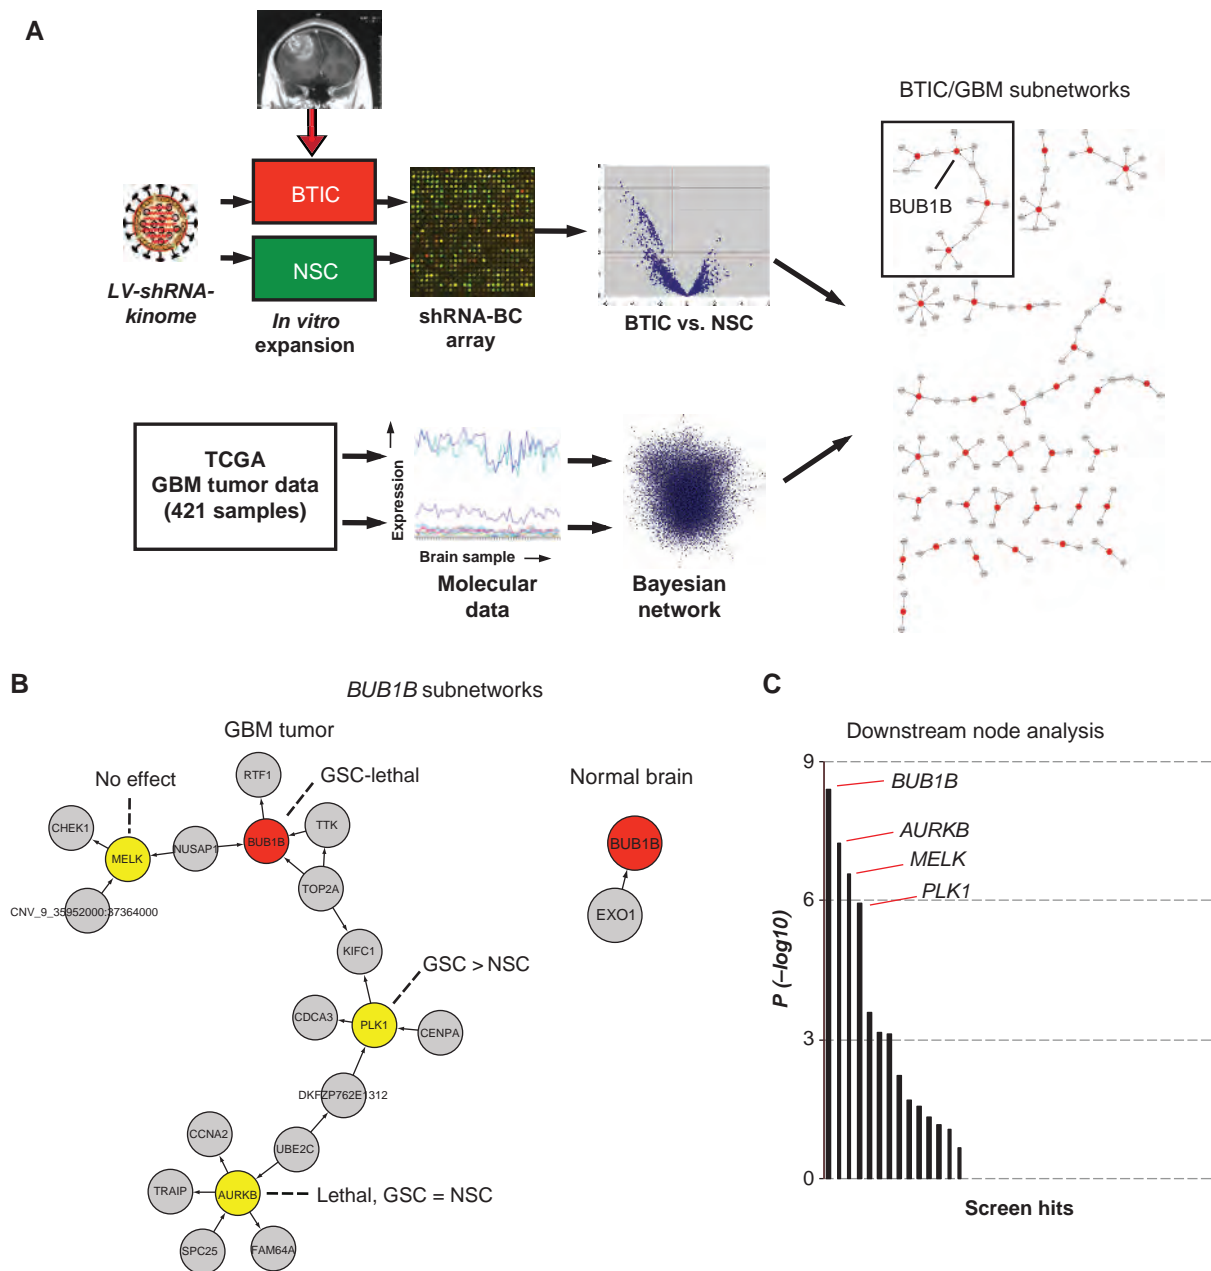 A
BTIC/GBM subnetworks
BTIC
BUB1B
NSC
LV-shRNA-
kinome
In vitro
expansion
shRNA-BC
array
BTIC vs. NSC
TCGA
GBM tumor data
(421 samples)
Expression
Brain sample
Molecular
data
Bayesian
network
B
BUB1B subnetworks
GBM tumor
No effect
RTF1
GSC-lethal
Normal brain
CHEK1
MELK
NUSAP1
BUB1B
TTK
BUB1B
TOP2A
CNV_9_35952000:37364000
EXO1
KIFC1
GSC > NSC
CDCA3
PLK1
CENPA
DKFZP762E1312
CCNA2
UBE2C
TRAIP
AURKB
Lethal, GSC = NSC
SPC25
FAM64A
C
Downstream node analysis
9
BUB1B
AURKB
MELK
PLK1
6
P (–log10)
3
0
Screen hits